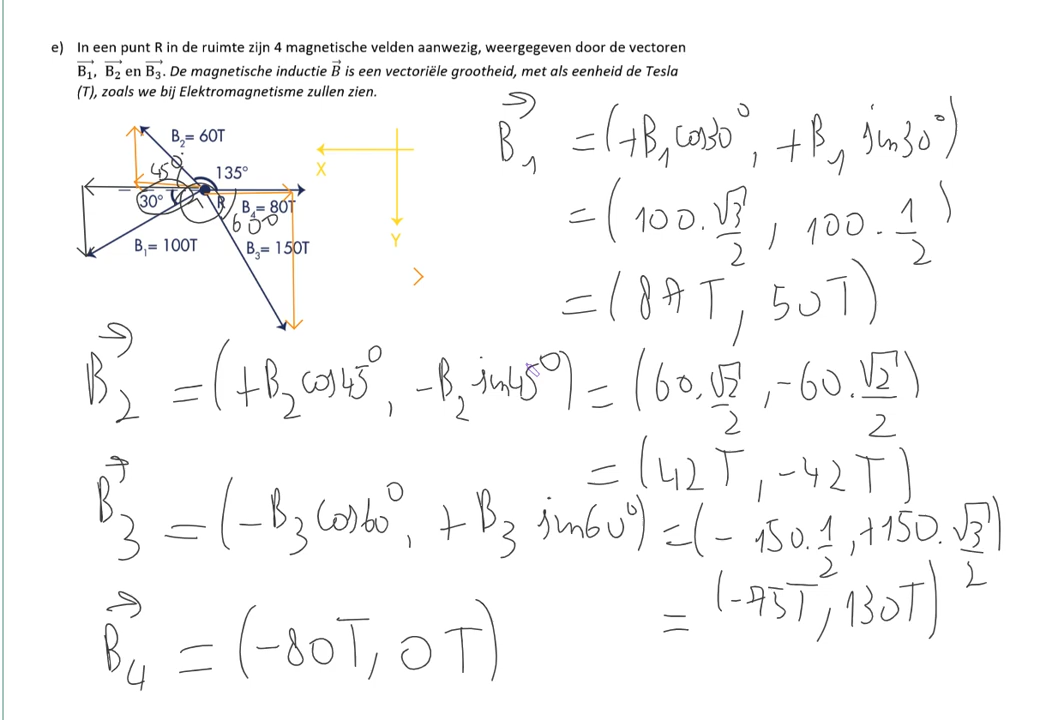 e) In een punt R in de ruimte zijn 4 magnetische velden aanwezig, weergegeven door de vectoren
B₁, B₂ en B₃. De magnetische inductie B is een vectoriële grootheid, met als eenheid de Tesla
(T), zoals we bij Elektromagnetisme zullen zien.
B₂= 60T
45°
135°
X
30°
R
B₄= 80T
60°
B₁= 100T
B₃= 150T
Y
B₁ = (+B₁ cos30°, +B₁ sin30°)
= (100.√3/2, 100.1/2)
= (87T, 50T)
B₂ = (+B₂ cos45°, -B₂ sin45°) = (60.√2/2, -60.√2/2)
= (42T, -42T)
B₃ = (-B₃ cos60°, +B₃ sin60°) = (-150.1/2, +150.√3/2)
= (-75T, 130T)
B₄ = (-80T, 0T)